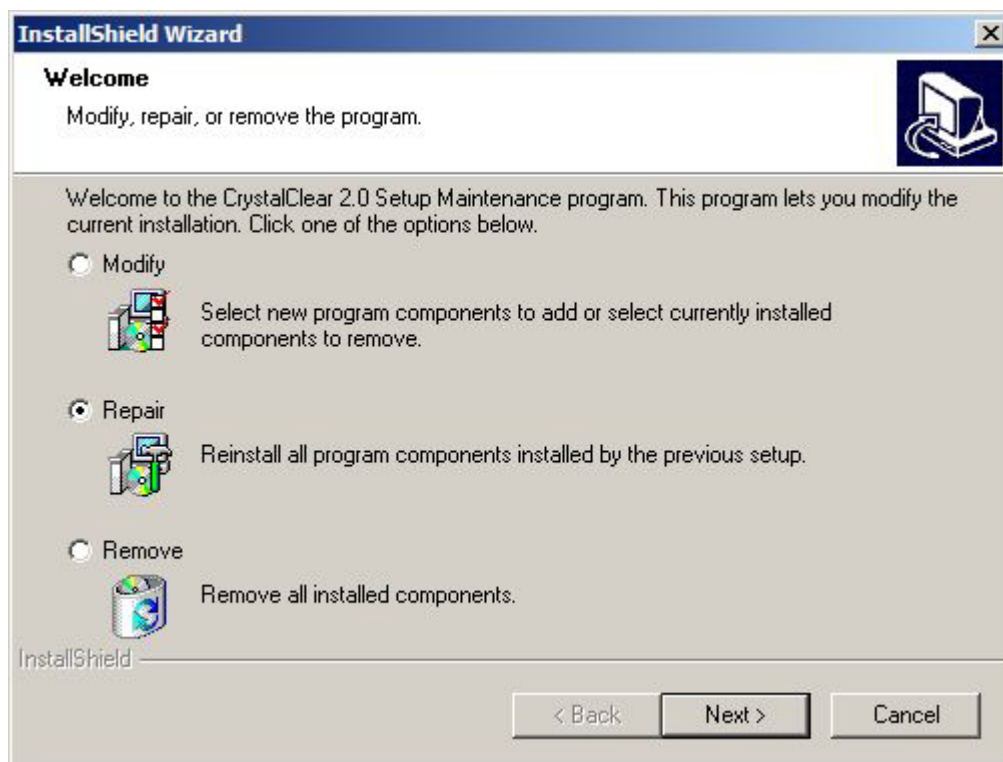 InstallShield Wizard
Welcome
Modify, repair, or remove the program.
Welcome to the CrystalClear 2.0 Setup Maintenance program. This program lets you modify the
current installation. Click one of the options below.
Modify
Select new program components to add or select currently installed
components to remove.
Repair
Reinstall all program components installed by the previous setup.
Remove
Remove all installed components.
InstallShield
< Back
Next >
Cancel